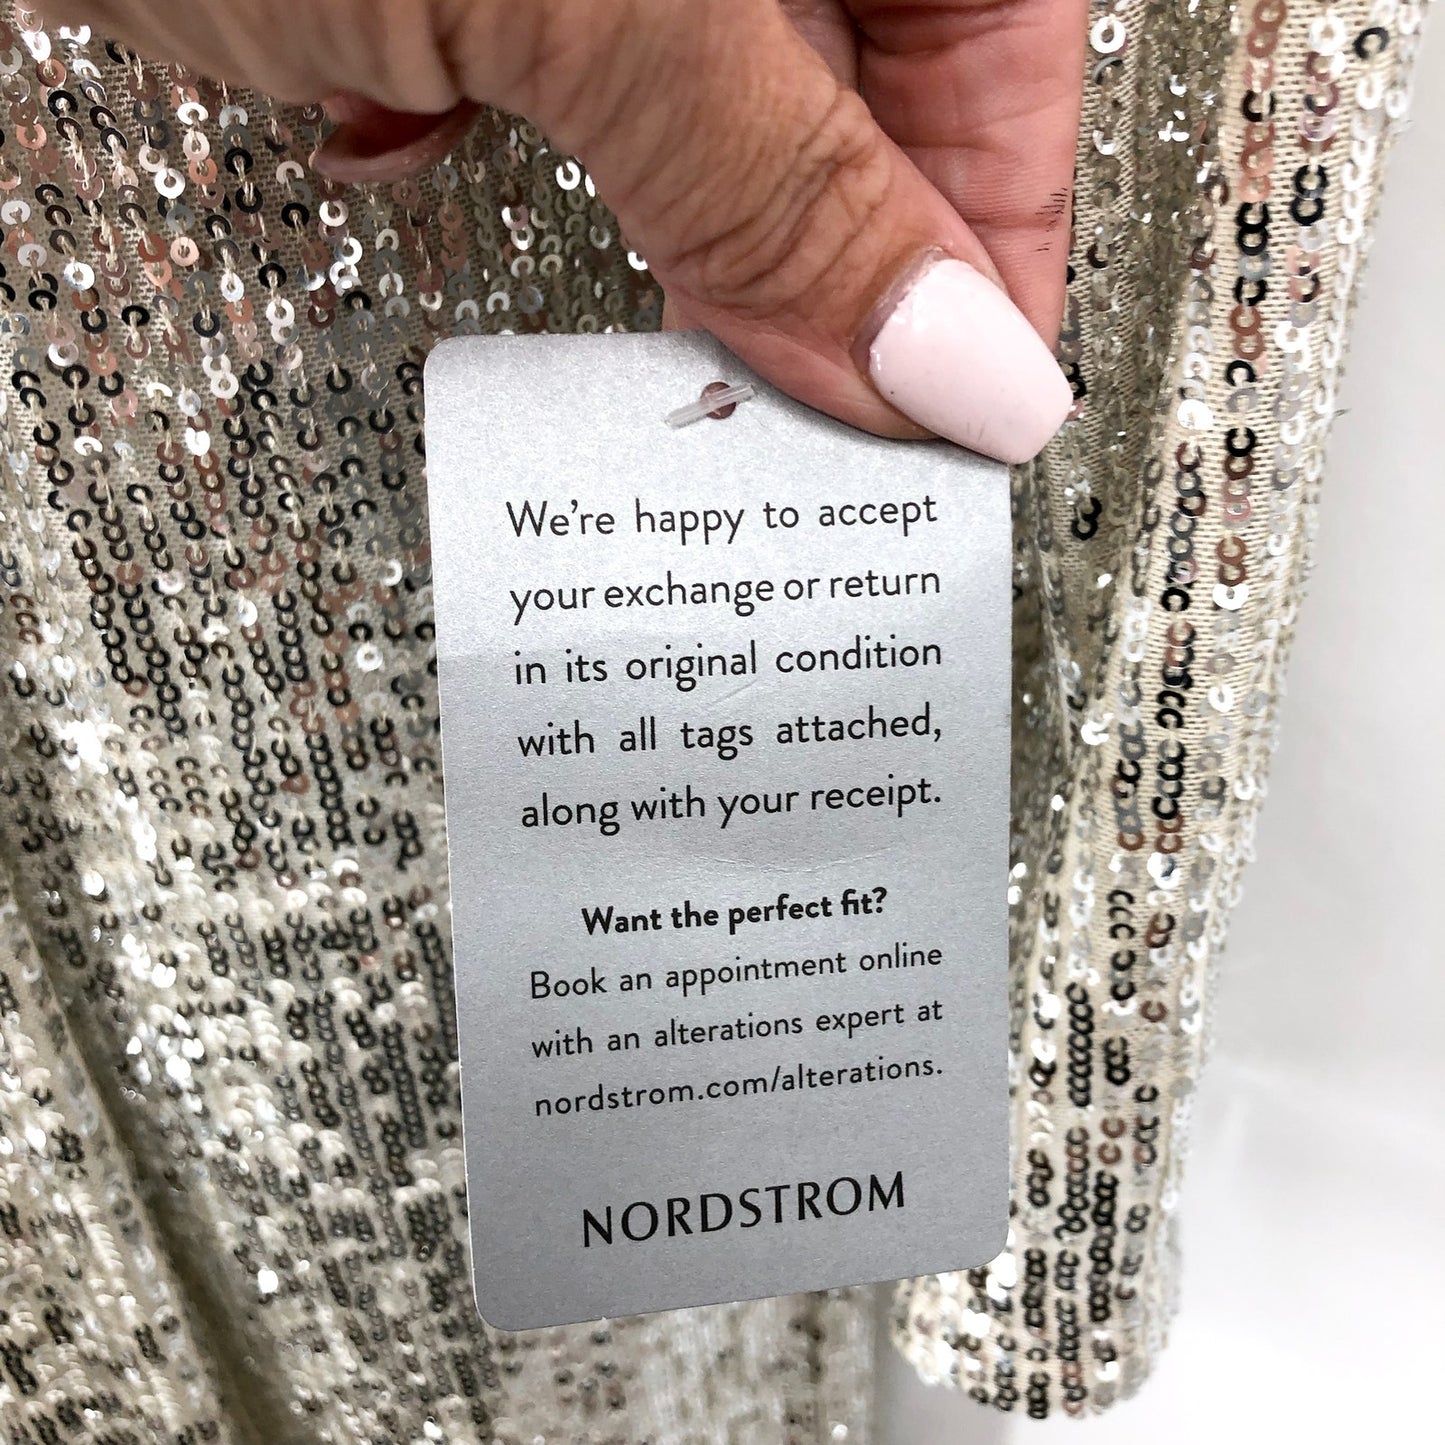 We're happy to accept
your exchange or return
in its original condition
with all tags attached,
along with your receipt.
Want the perfect fit?
Book an appointment online
with an alterations expert at
nordstrom.com/alterations.
NORDSTROM